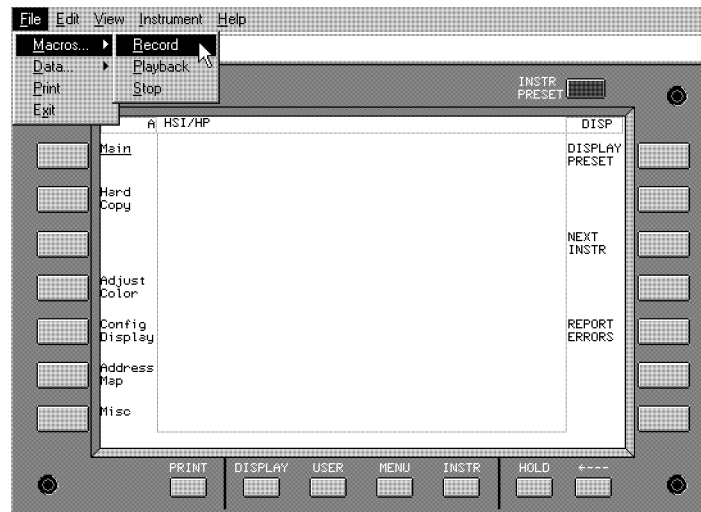 File Edit View Instrument Help
Macros... Record
Data... Playback
Print Stop
Exit
INSTR
PRESET
A HSI/HP DISP
Main
DISPLAY
PRESET
Hard
Copy
NEXT
INSTR
Adjust
Color
Config
Display
REPORT
ERRORS
Address
Map
Misc
PRINT DISPLAY USER MENU INSTR HOLD <---